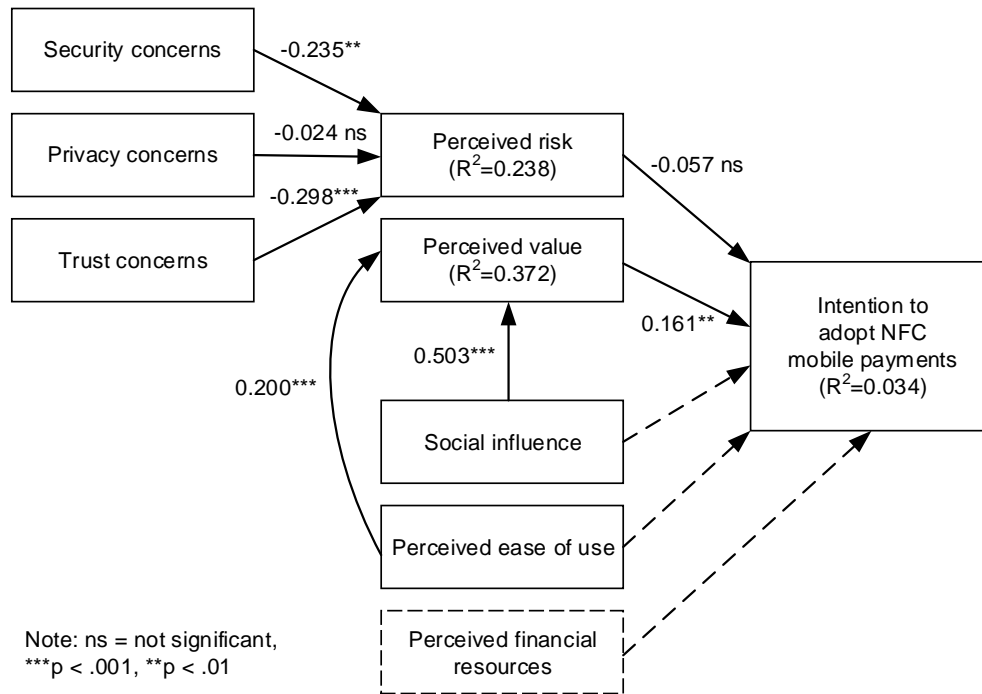 Security concerns
-0.235**
Privacy concerns
-0.024 ns
Perceived risk
(R²=0.238)
-0.057 ns
-0.298***
Trust concerns
Perceived value
(R²=0.372)
Intention to
adopt NFC
mobile payments
(R²=0.034)
0.161**
0.503***
0.200***
Social influence
Perceived ease of use
Perceived financial
resources
Note: ns = not significant,
***p < .001, **p < .01